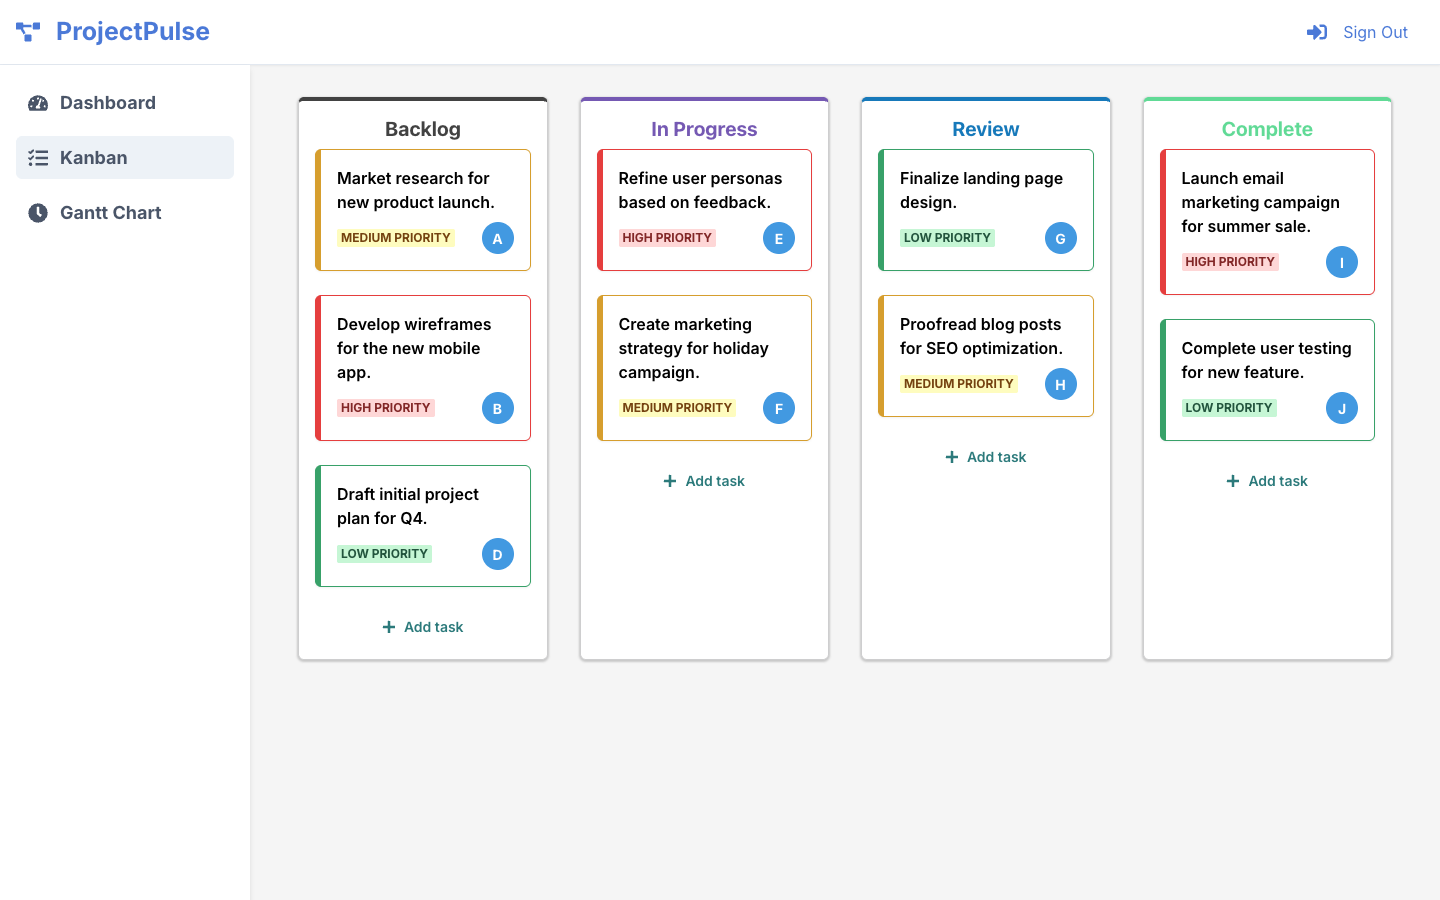 ProjectPulse
Sign Out
Dashboard
Kanban
Gantt Chart
Backlog
Market research for
new product launch.
MEDIUM PRIORITY
A
Develop wireframes
for the new mobile
app.
HIGH PRIORITY
B
Draft initial project
plan for Q4.
LOW PRIORITY
D
Add task
In Progress
Refine user personas
based on feedback.
HIGH PRIORITY
E
Create marketing
strategy for holiday
campaign.
MEDIUM PRIORITY
F
Add task
Review
Finalize landing page
design.
LOW PRIORITY
G
Proofread blog posts
for SEO optimization.
MEDIUM PRIORITY
H
Add task
Complete
Launch email
marketing campaign
for summer sale.
HIGH PRIORITY
I
Complete user testing
for new feature.
LOW PRIORITY
J
Add task